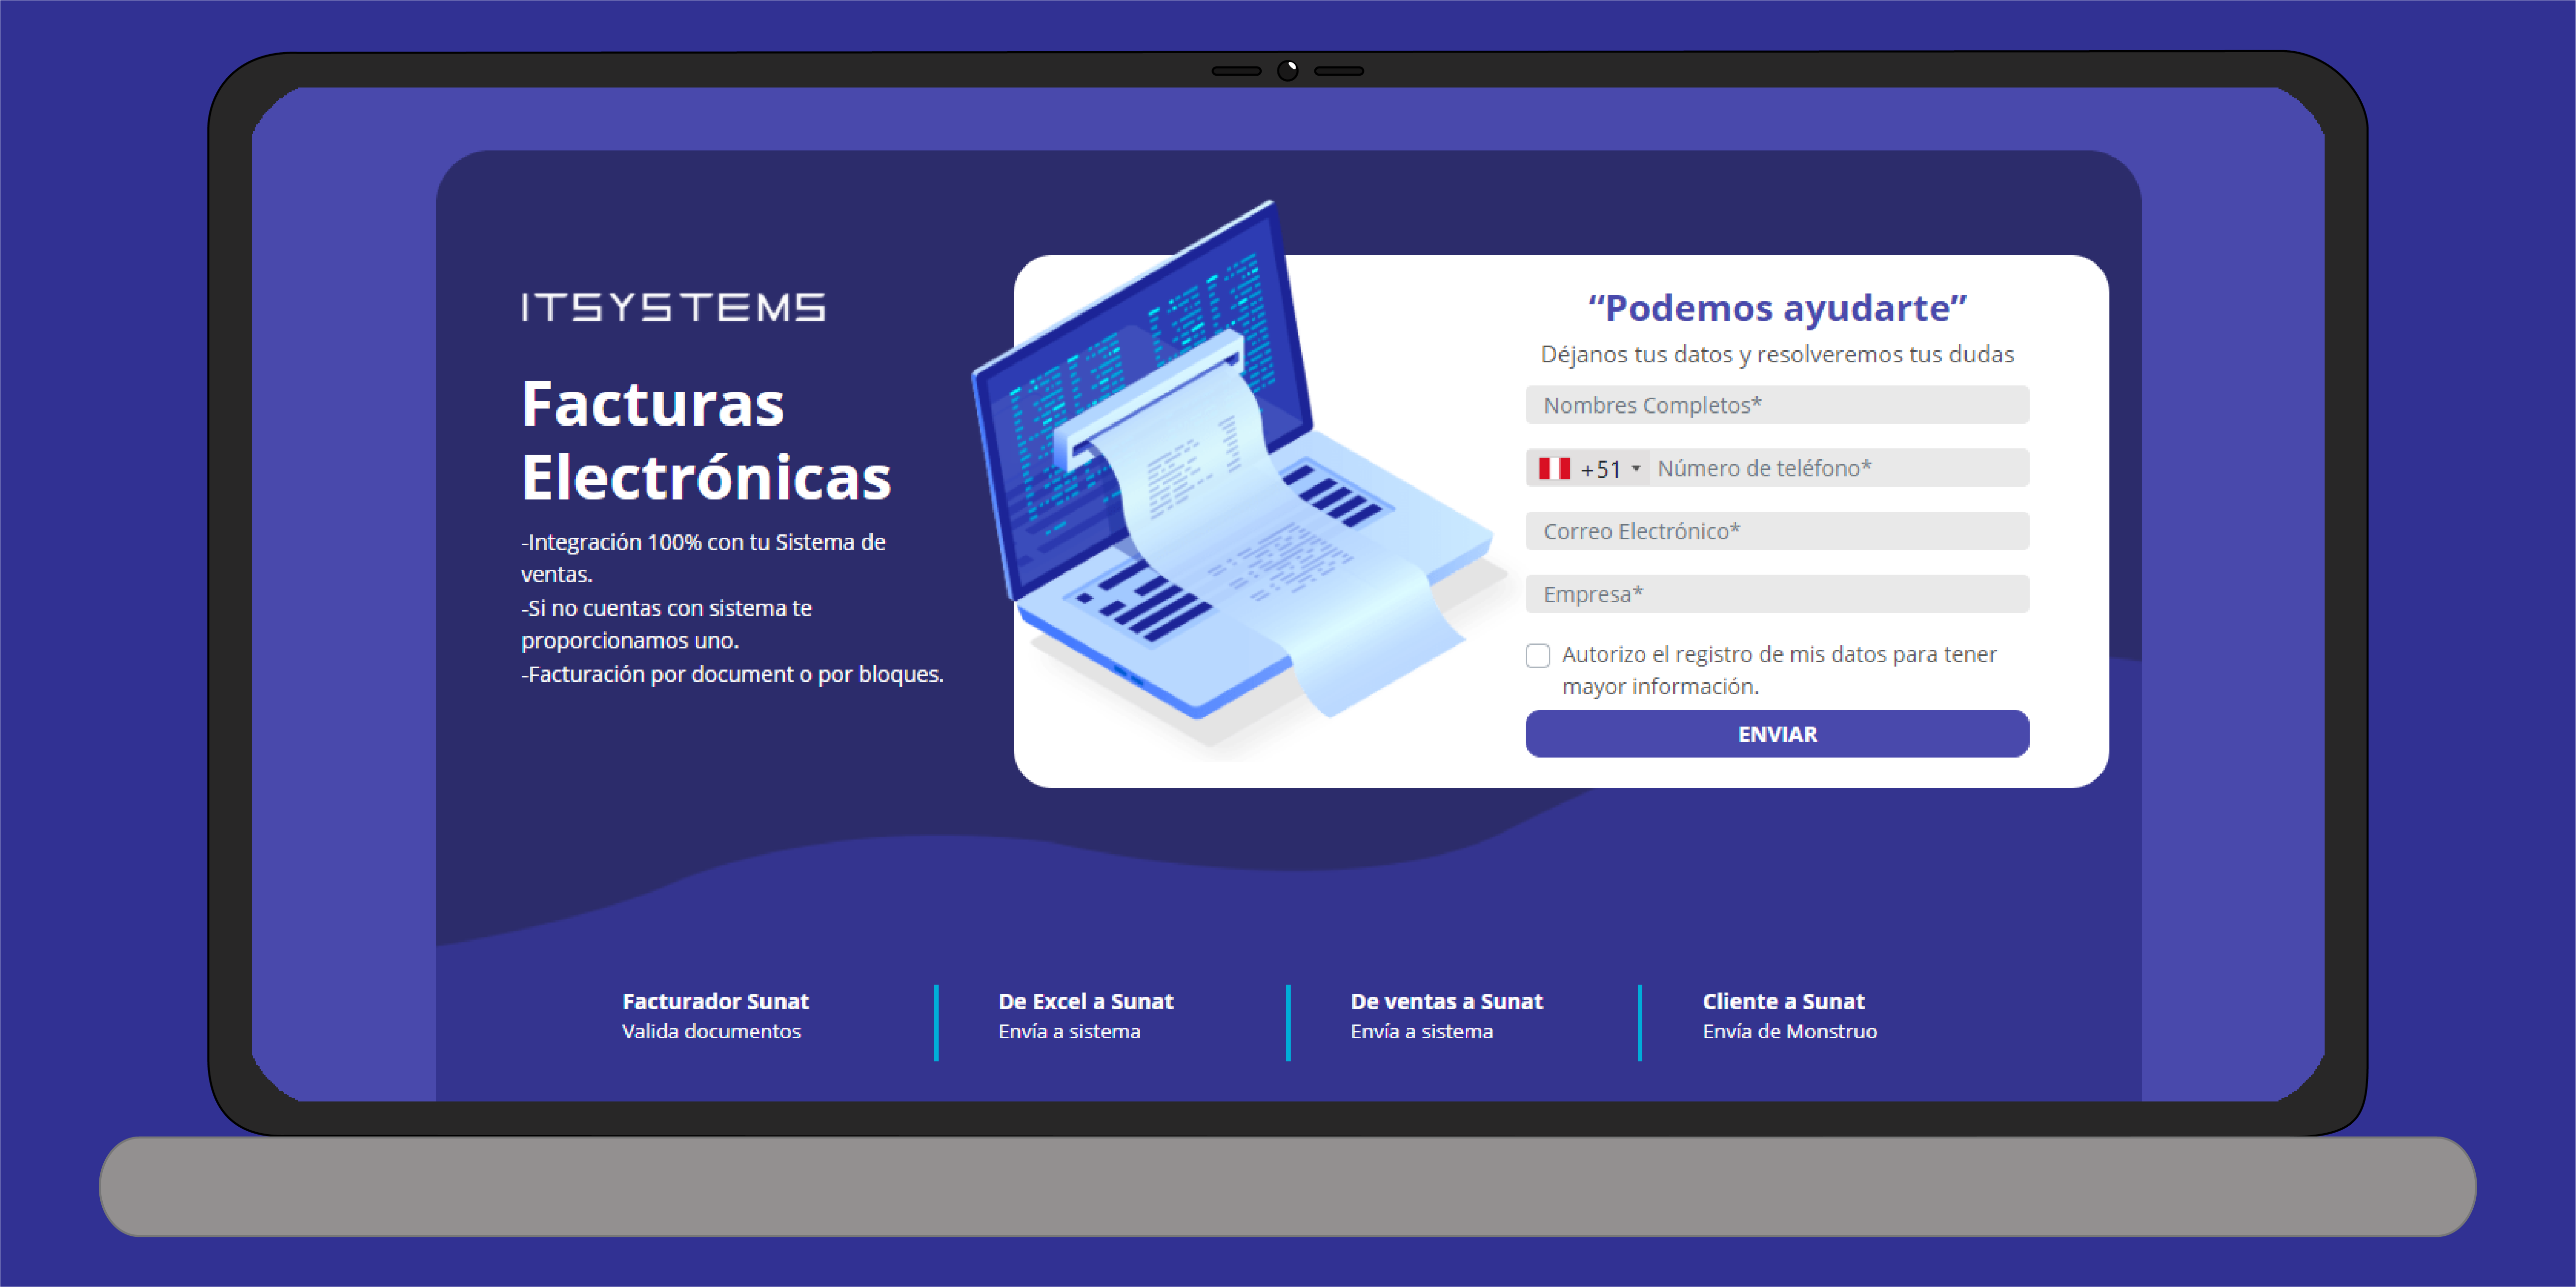 ITSYSTEMS
Facturas
Electrónicas
-Integración 100% con tu Sistema de
ventas.
-Si no cuentas con sistema te
proporcionamos uno.
-Facturación por document o por bloques.
“Podemos ayudarte”
Déjanos tus datos y resolveremos tus dudas
Nombres Completos*
+51 Número de teléfono*
Correo Electrónico*
Empresa*
Autorizo el registro de mis datos para tener
mayor información.
ENVIAR
Facturador Sunat
Valida documentos
De Excel a Sunat
Envía a sistema
De ventas a Sunat
Envía a sistema
Cliente a Sunat
Envía de Monstruo